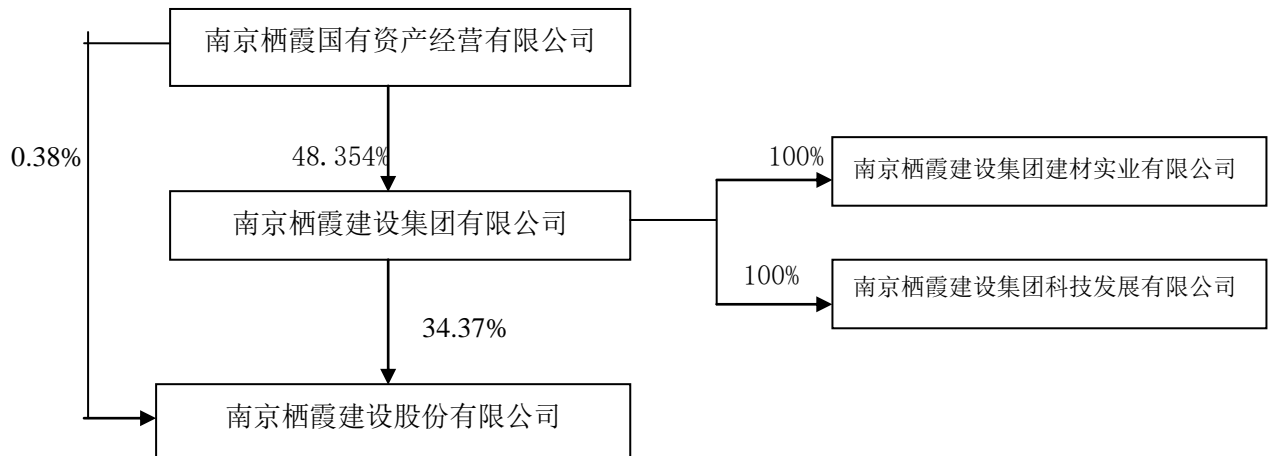 南京栖霞国有资产经营有限公司
0.38%
48.354%
100%
南京栖霞建设集团建材实业有限公司
南京栖霞建设集团有限公司
100%
南京栖霞建设集团科技发展有限公司
34.37%
南京栖霞建设股份有限公司